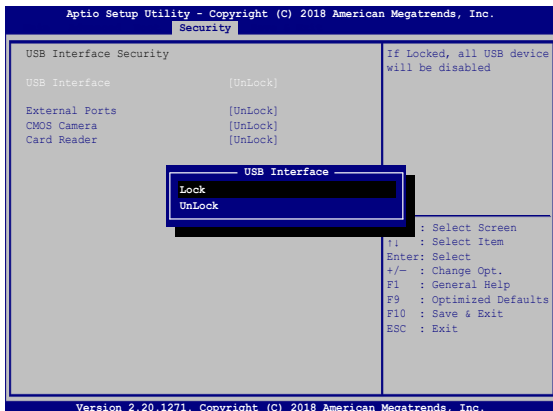 Aptio Setup Utility - Copyright (C) 2018 American Megatrends, Inc.
Security
USB Interface Security
USB Interface [UnLock]
External Ports [UnLock]
CMOS Camera [UnLock]
Card Reader [UnLock]
If Locked, all USB device
will be disabled
USB Interface
Lock
UnLock
: Select Screen
↑↓ : Select Item
Enter: Select
+/— : Change Opt.
F1 : General Help
F9 : Optimized Defaults
F10 : Save & Exit
ESC : Exit
Version 2.20.1271. Copyright (C) 2018 American Megatrends, Inc.